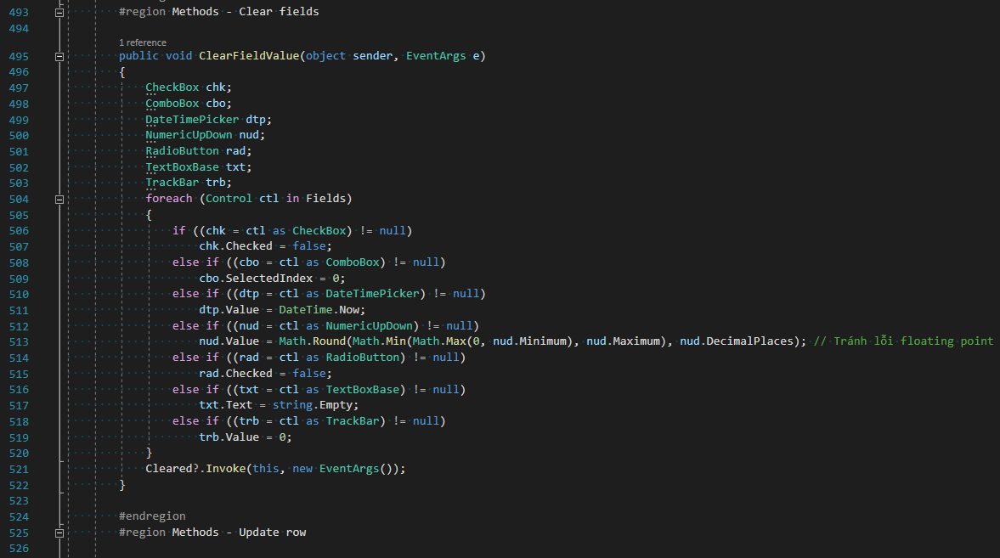 493 #region Methods - Clear fields
494
1 reference
495 public void ClearFieldValue(object sender, EventArgs e)
496 {
497 CheckBox chk;
498 ComboBox cbo;
499 DateTimePicker dtp;
500 NumericUpDown nud;
501 RadioButton rad;
502 TextBoxBase txt;
503 TrackBar trb;
504 foreach (Control ctl in Fields)
505 {
506 if ((chk = ctl as CheckBox) != null)
507 chk.Checked = false;
508 else if ((cbo = ctl as ComboBox) != null)
509 cbo.SelectedIndex = 0;
510 else if ((dtp = ctl as DateTimePicker) != null)
511 dtp.Value = DateTime.Now;
512 else if ((nud = ctl as NumericUpDown) != null)
513 nud.Value = Math.Round(Math.Min(Math.Max(0, nud.Minimum), nud.Maximum), nud.DecimalPlaces); // Tránh lỗi floating point
514 else if ((rad = ctl as RadioButton) != null)
515 rad.Checked = false;
516 else if ((txt = ctl as TextBoxBase) != null)
517 txt.Text = string.Empty;
518 else if ((trb = ctl as TrackBar) != null)
519 trb.Value = 0;
520 }
521 Cleared?.Invoke(this, new EventArgs());
522 }
523
524 #endregion
525 #region Methods - Update row
526